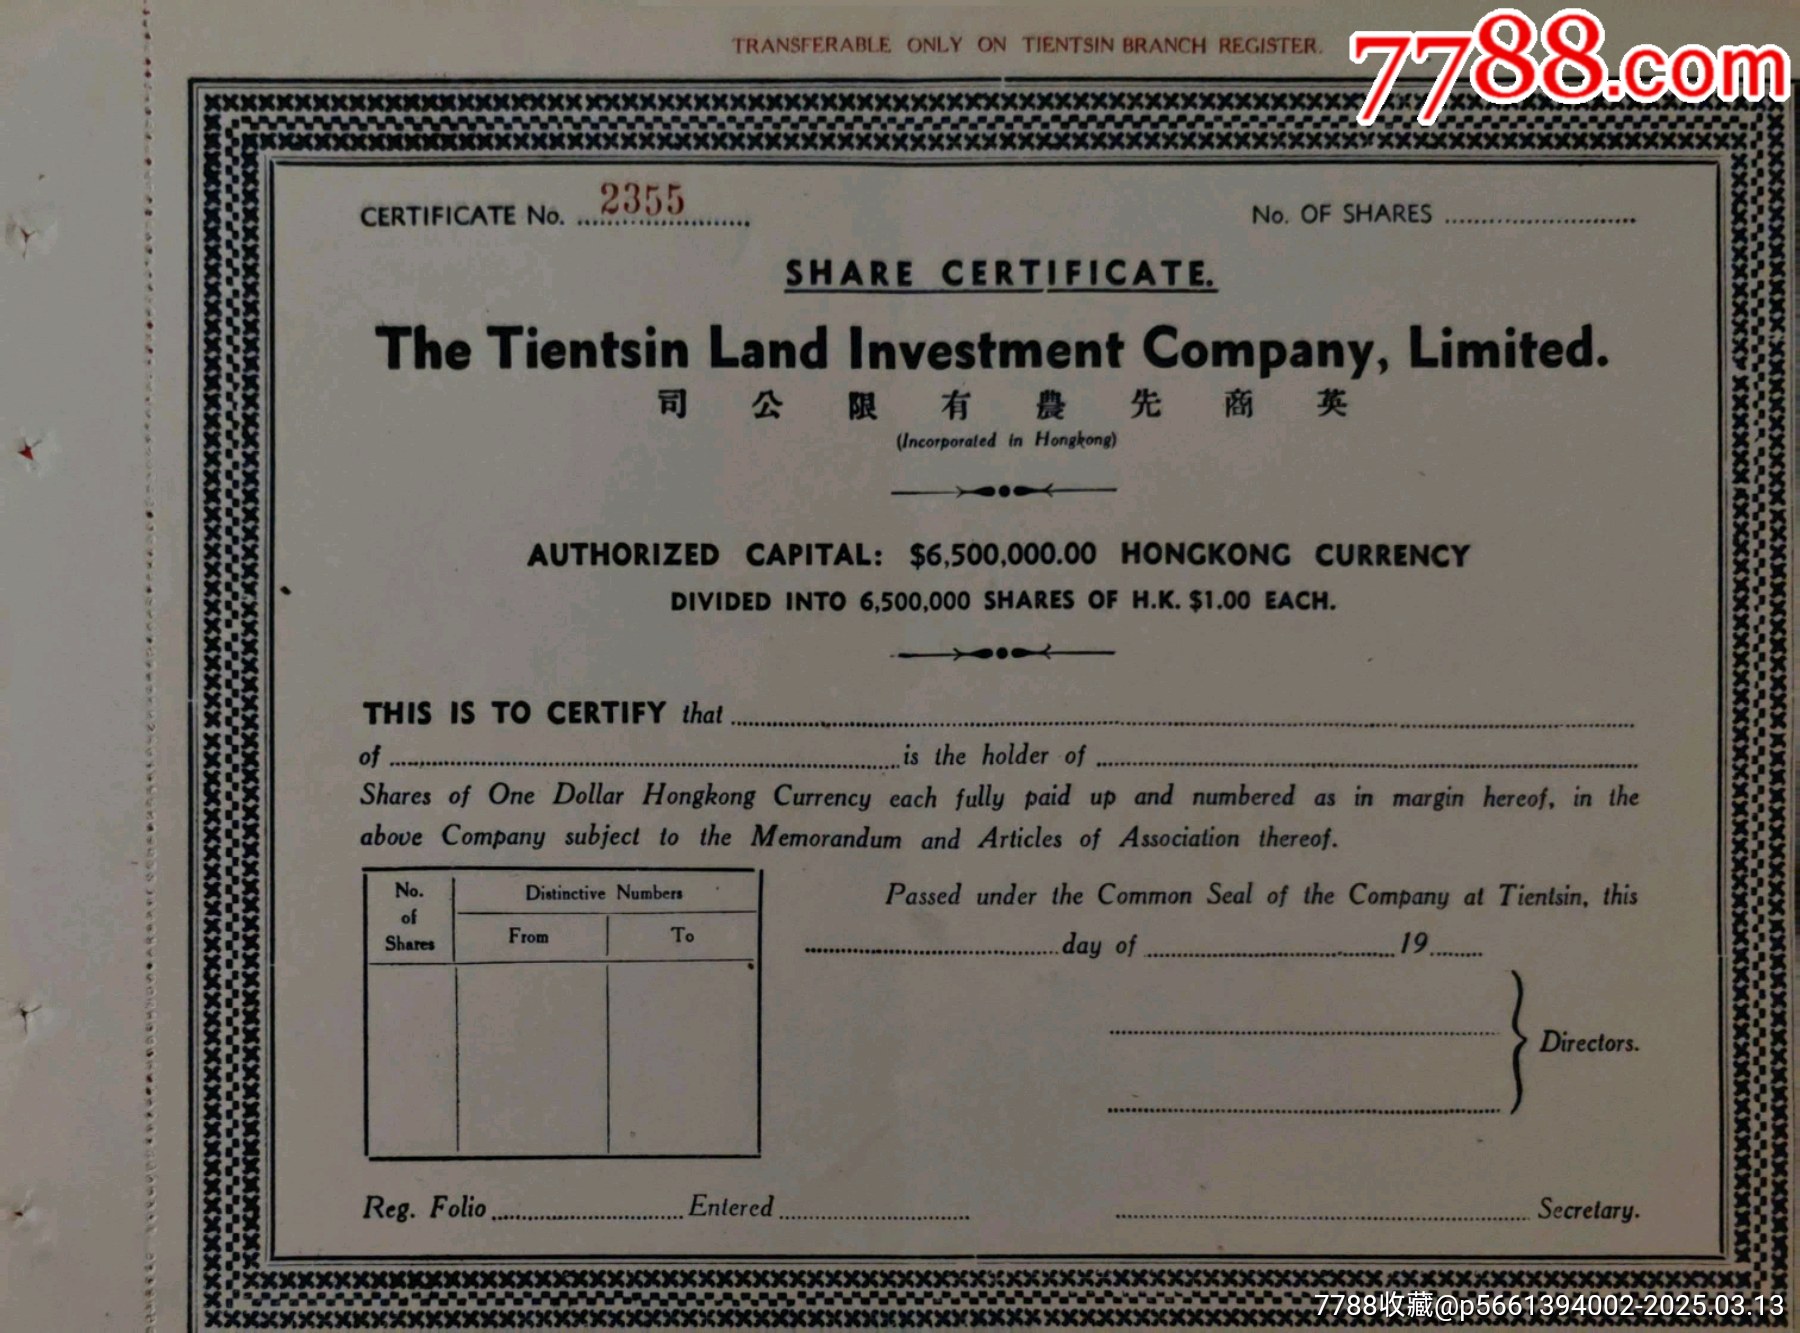 TRANSFERABLE ONLY ON TIENTSIN BRANCH REGISTER.
7788.com
CERTIFICATE No. 2355
No. OF SHARES
SHARE CERTIFICATE.
The Tientsin Land Investment Company, Limited.
司公限有農先商英
(Incorporated in Hongkong)
AUTHORIZED CAPITAL: $6,500,000.00 HONGKONG CURRENCY
DIVIDED INTO 6,500,000 SHARES OF H.K. $1.00 EACH.
THIS IS TO CERTIFY that
of is the holder of
Shares of One Dollar Hongkong Currency each fully paid up and numbered as in margin hereof, in the
above Company subject to the Memorandum and Articles of Association thereof.
No. of Shares
Distinctive Numbers
From To
Passed under the Common Seal of the Company at Tientsin, this
day of 19
Directors.
Reg. Folio Entered
Secretary.
7788收藏@p5661394002-2025.03.13